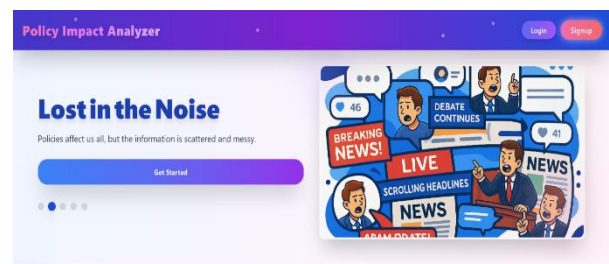 Policy Impact Analyzer
Login
Signup
Lost in the Noise
Policies affect us all, but the information is scattered and messy.
Get Started
46
DEBATE
CONTINUES
BREAKING
NEWS!
41
LIVE
NEWS
SCROLLING HEADLINES
NEWS